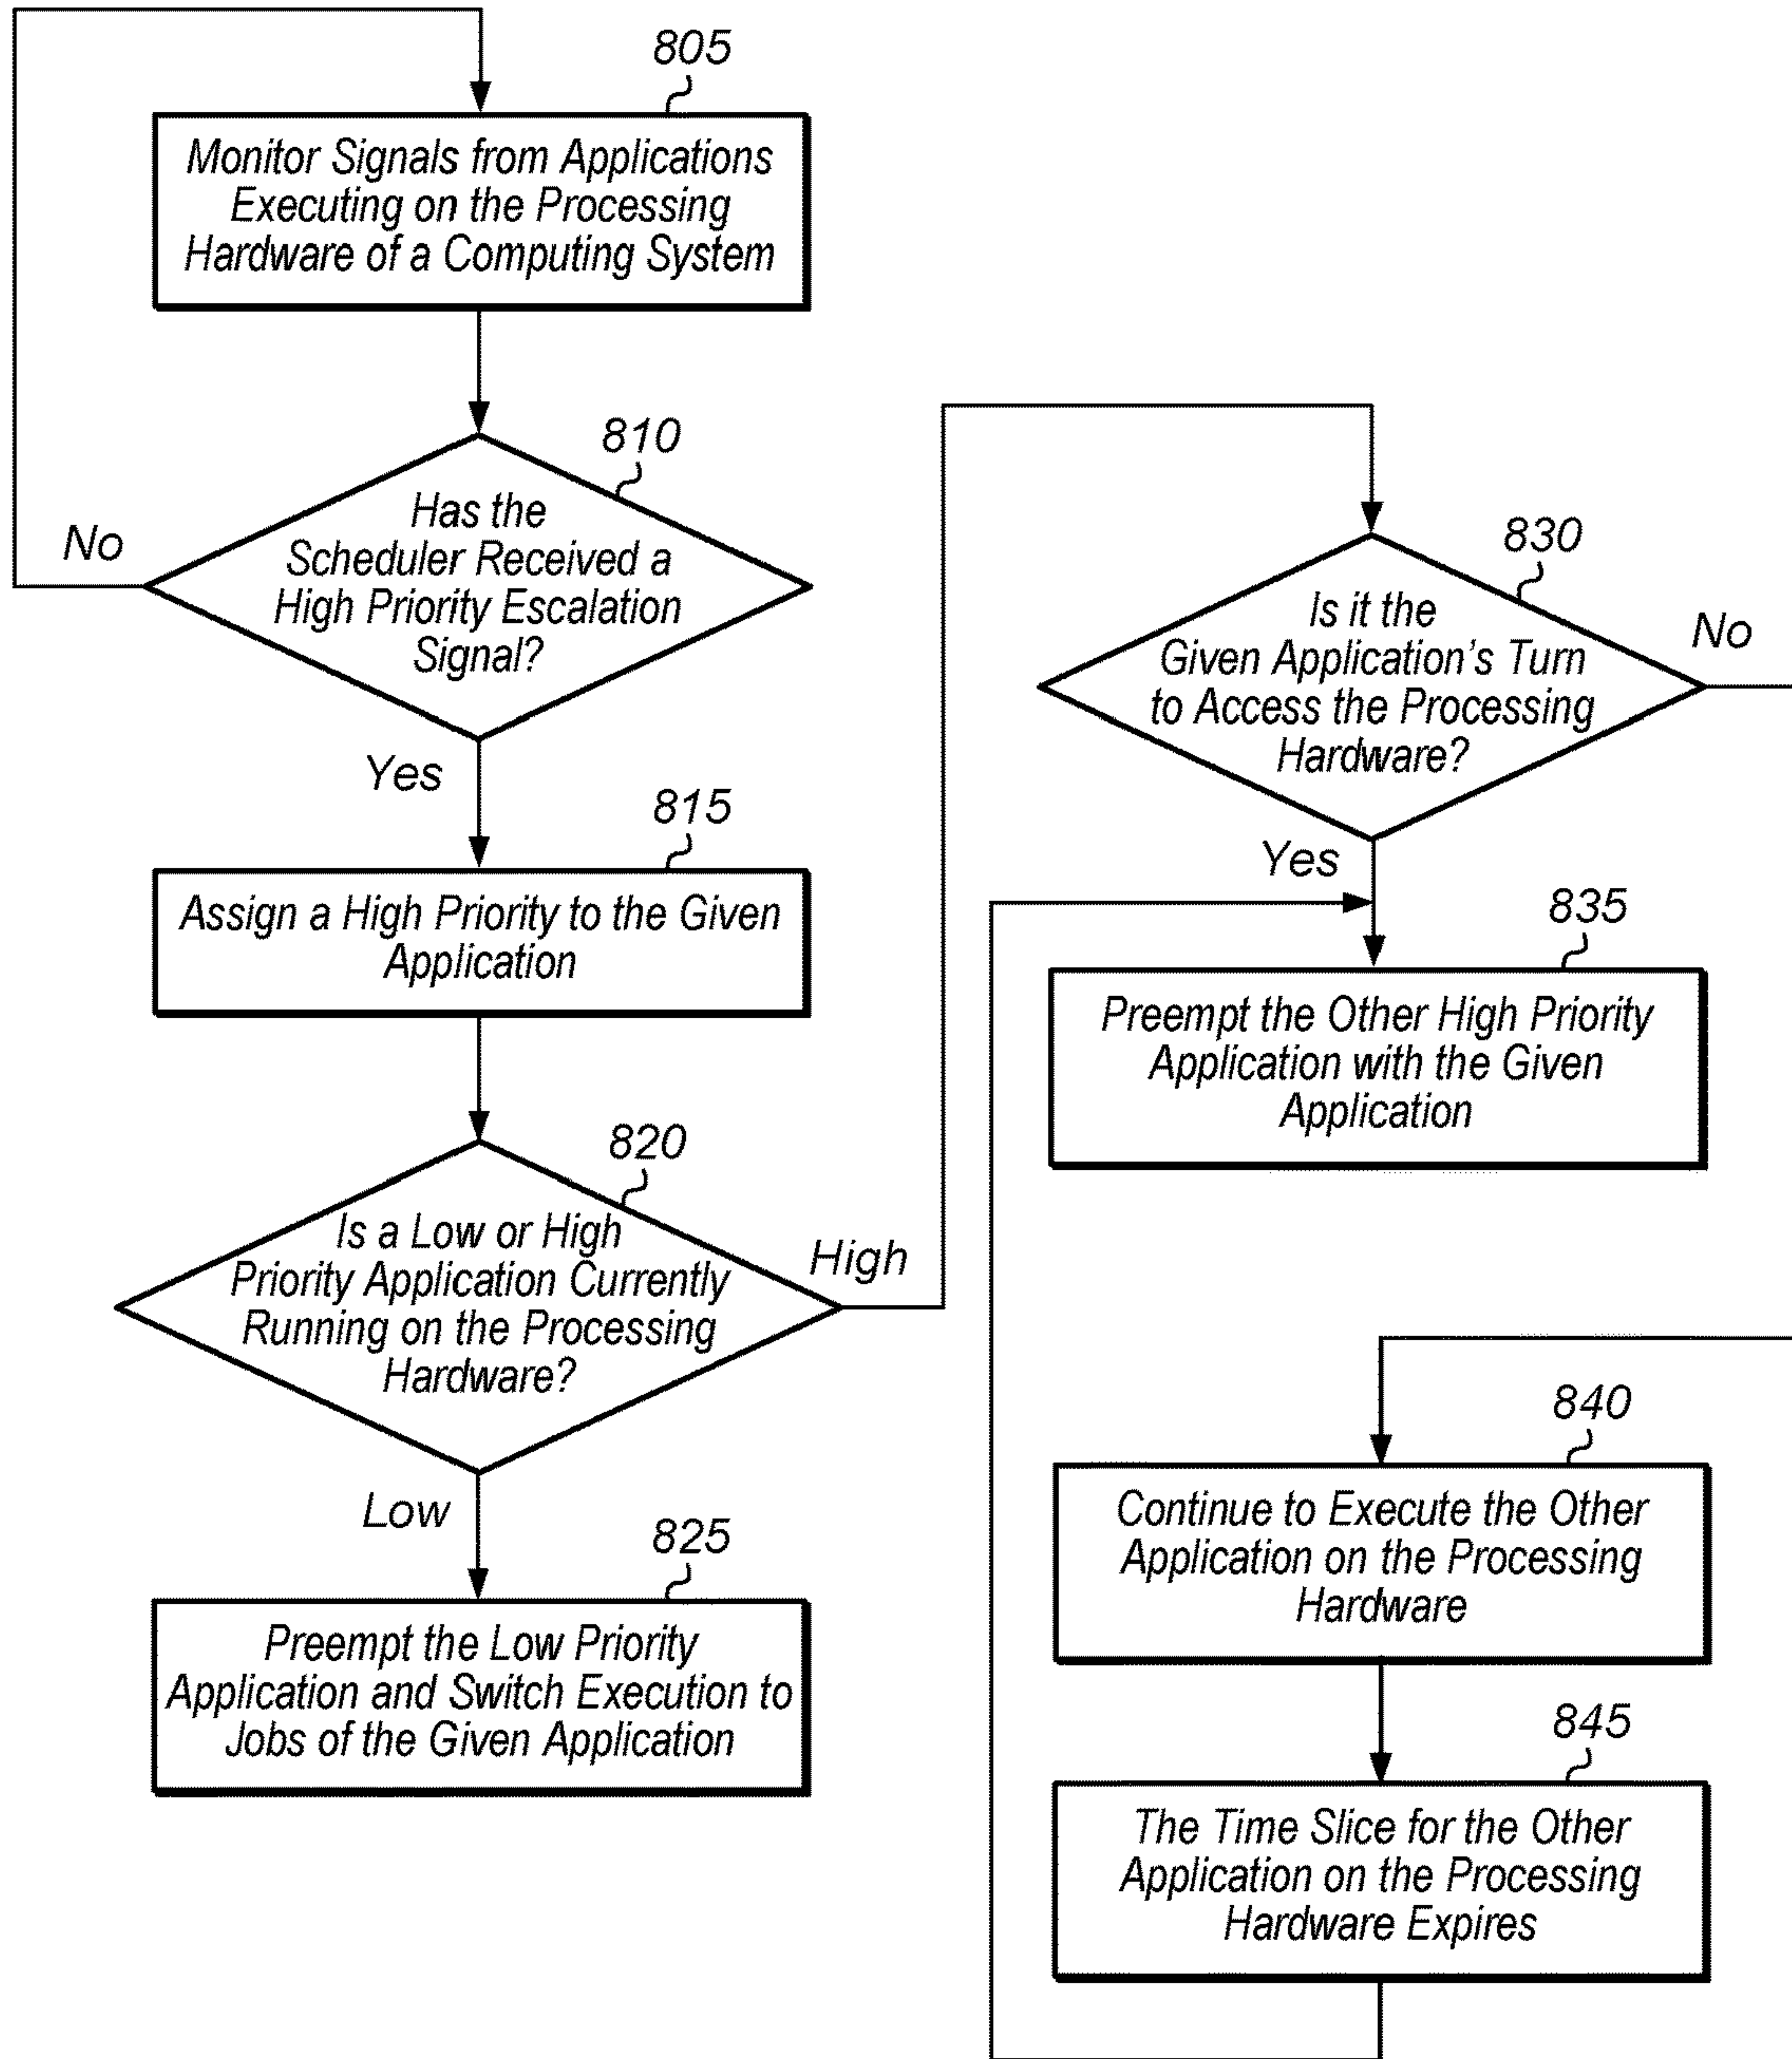 805
Monitor Signals from Applications
Executing on the Processing
Hardware of a Computing System
810
Has the
Scheduler Received a
High Priority Escalation
Signal?
No
Yes
815
Assign a High Priority to the Given
Application
820
Is a Low or High
Priority Application Currently
Running on the Processing
Hardware?
High
Low
825
Preempt the Low Priority
Application and Switch Execution to
Jobs of the Given Application
830
Is it the
Given Application's Turn
to Access the Processing
Hardware?
No
Yes
835
Preempt the Other High Priority
Application with the Given
Application
840
Continue to Execute the Other
Application on the Processing
Hardware
845
The Time Slice for the Other
Application on the Processing
Hardware Expires